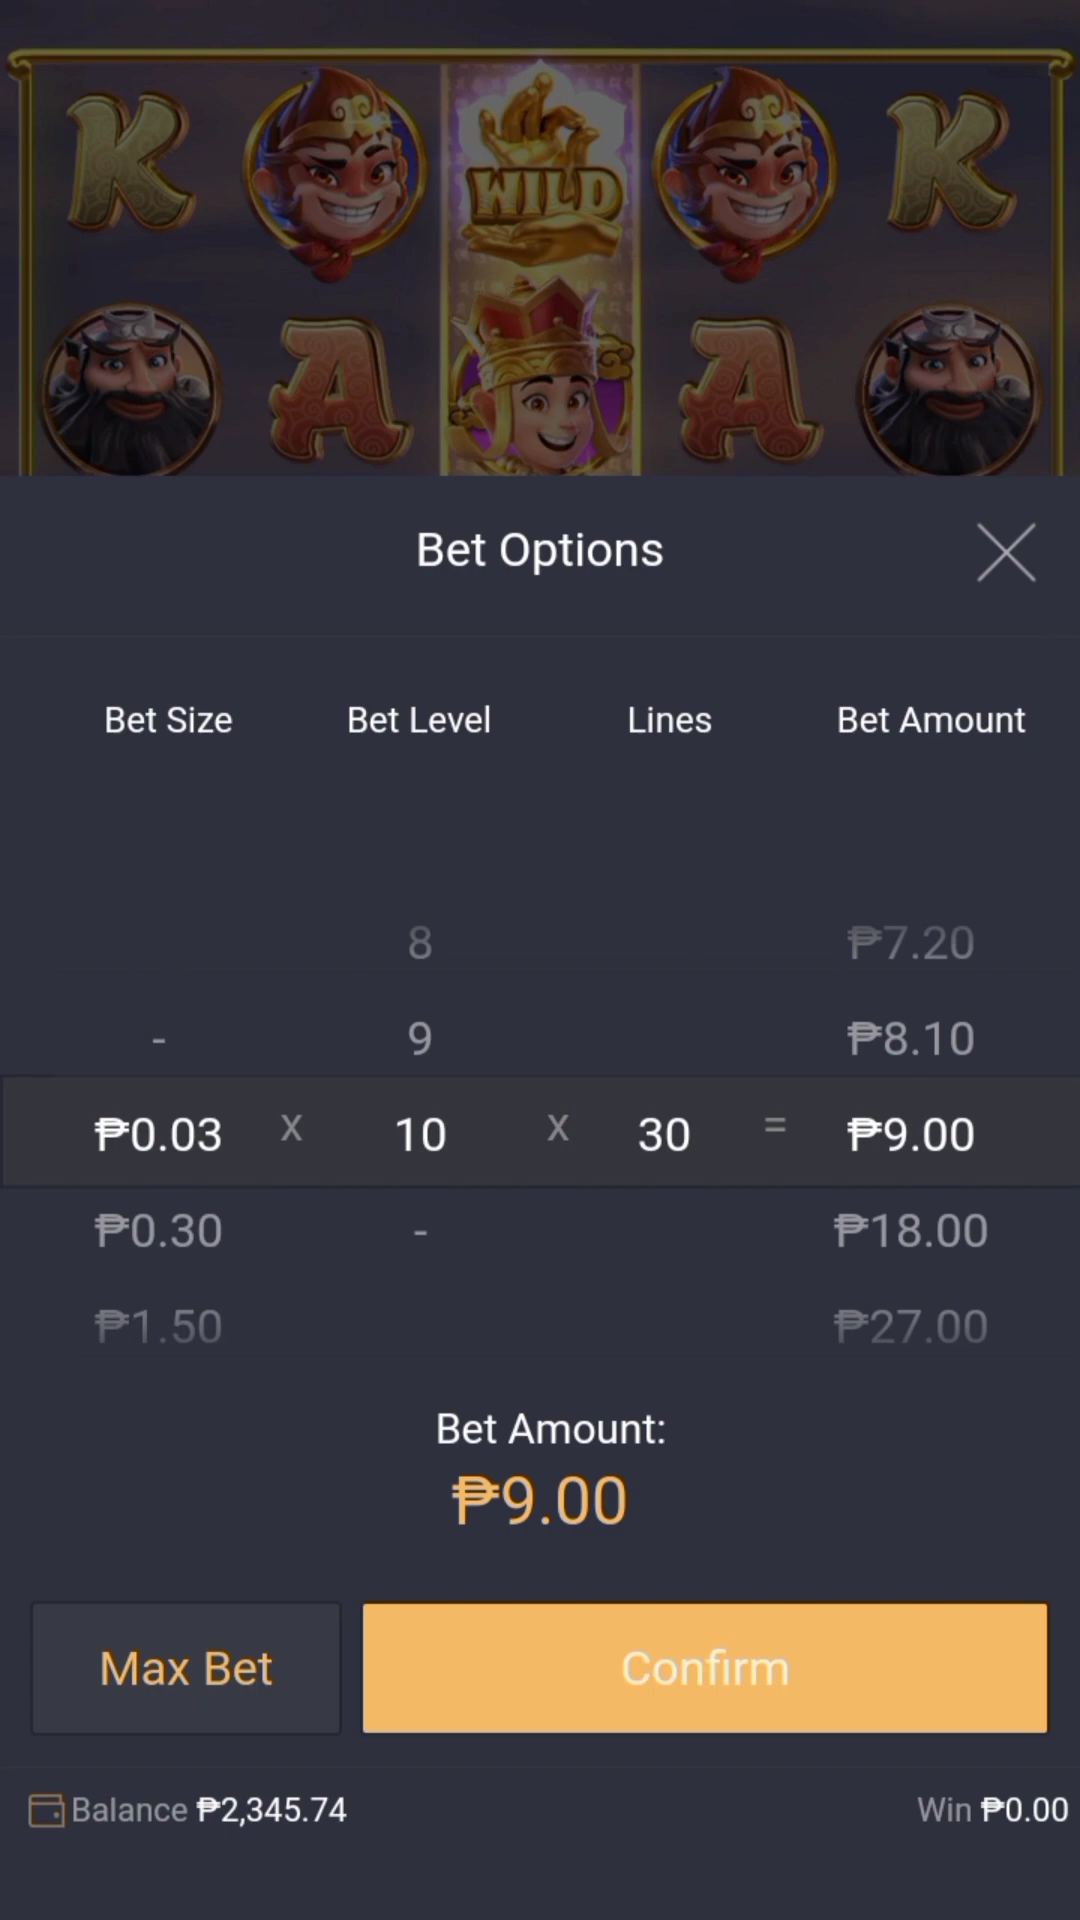 K WILD K
A A
Bet Options
Bet Size Bet Level Lines Bet Amount
8 ₱7.20
- 9 ₱8.10
₱0.03 x 10 x 30 = ₱9.00
₱0.30 - ₱18.00
₱1.50 ₱27.00
Bet Amount:
₱9.00
Max Bet Confirm
Balance ₱2,345.74 Win ₱0.00